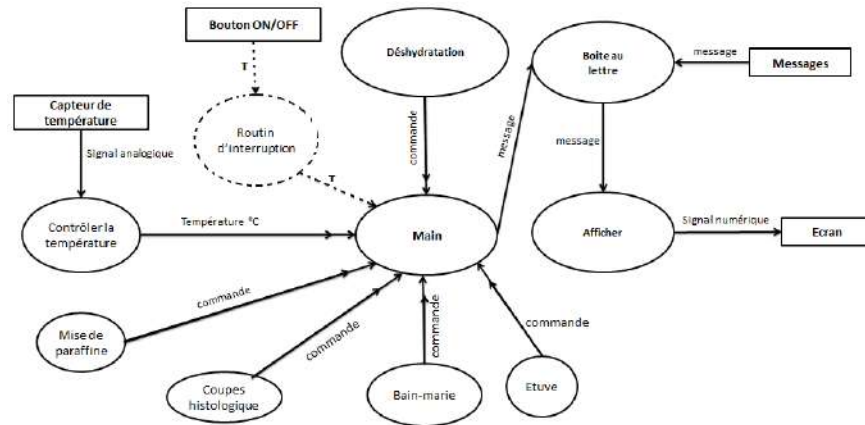 Bouton ON/OFF
T
Déshydratation
Boite au
lettre
message
Messages
Capteur de
température
Signal analogique
Routin
d'interruption
T
commande
message
message
Contrôler la
température
Température °C
Main
Afficher
Signal numérique
Ecran
commande
commande
commande
commande
Mise de
paraffine
Coupes
histologique
Bain-marie
Etuve